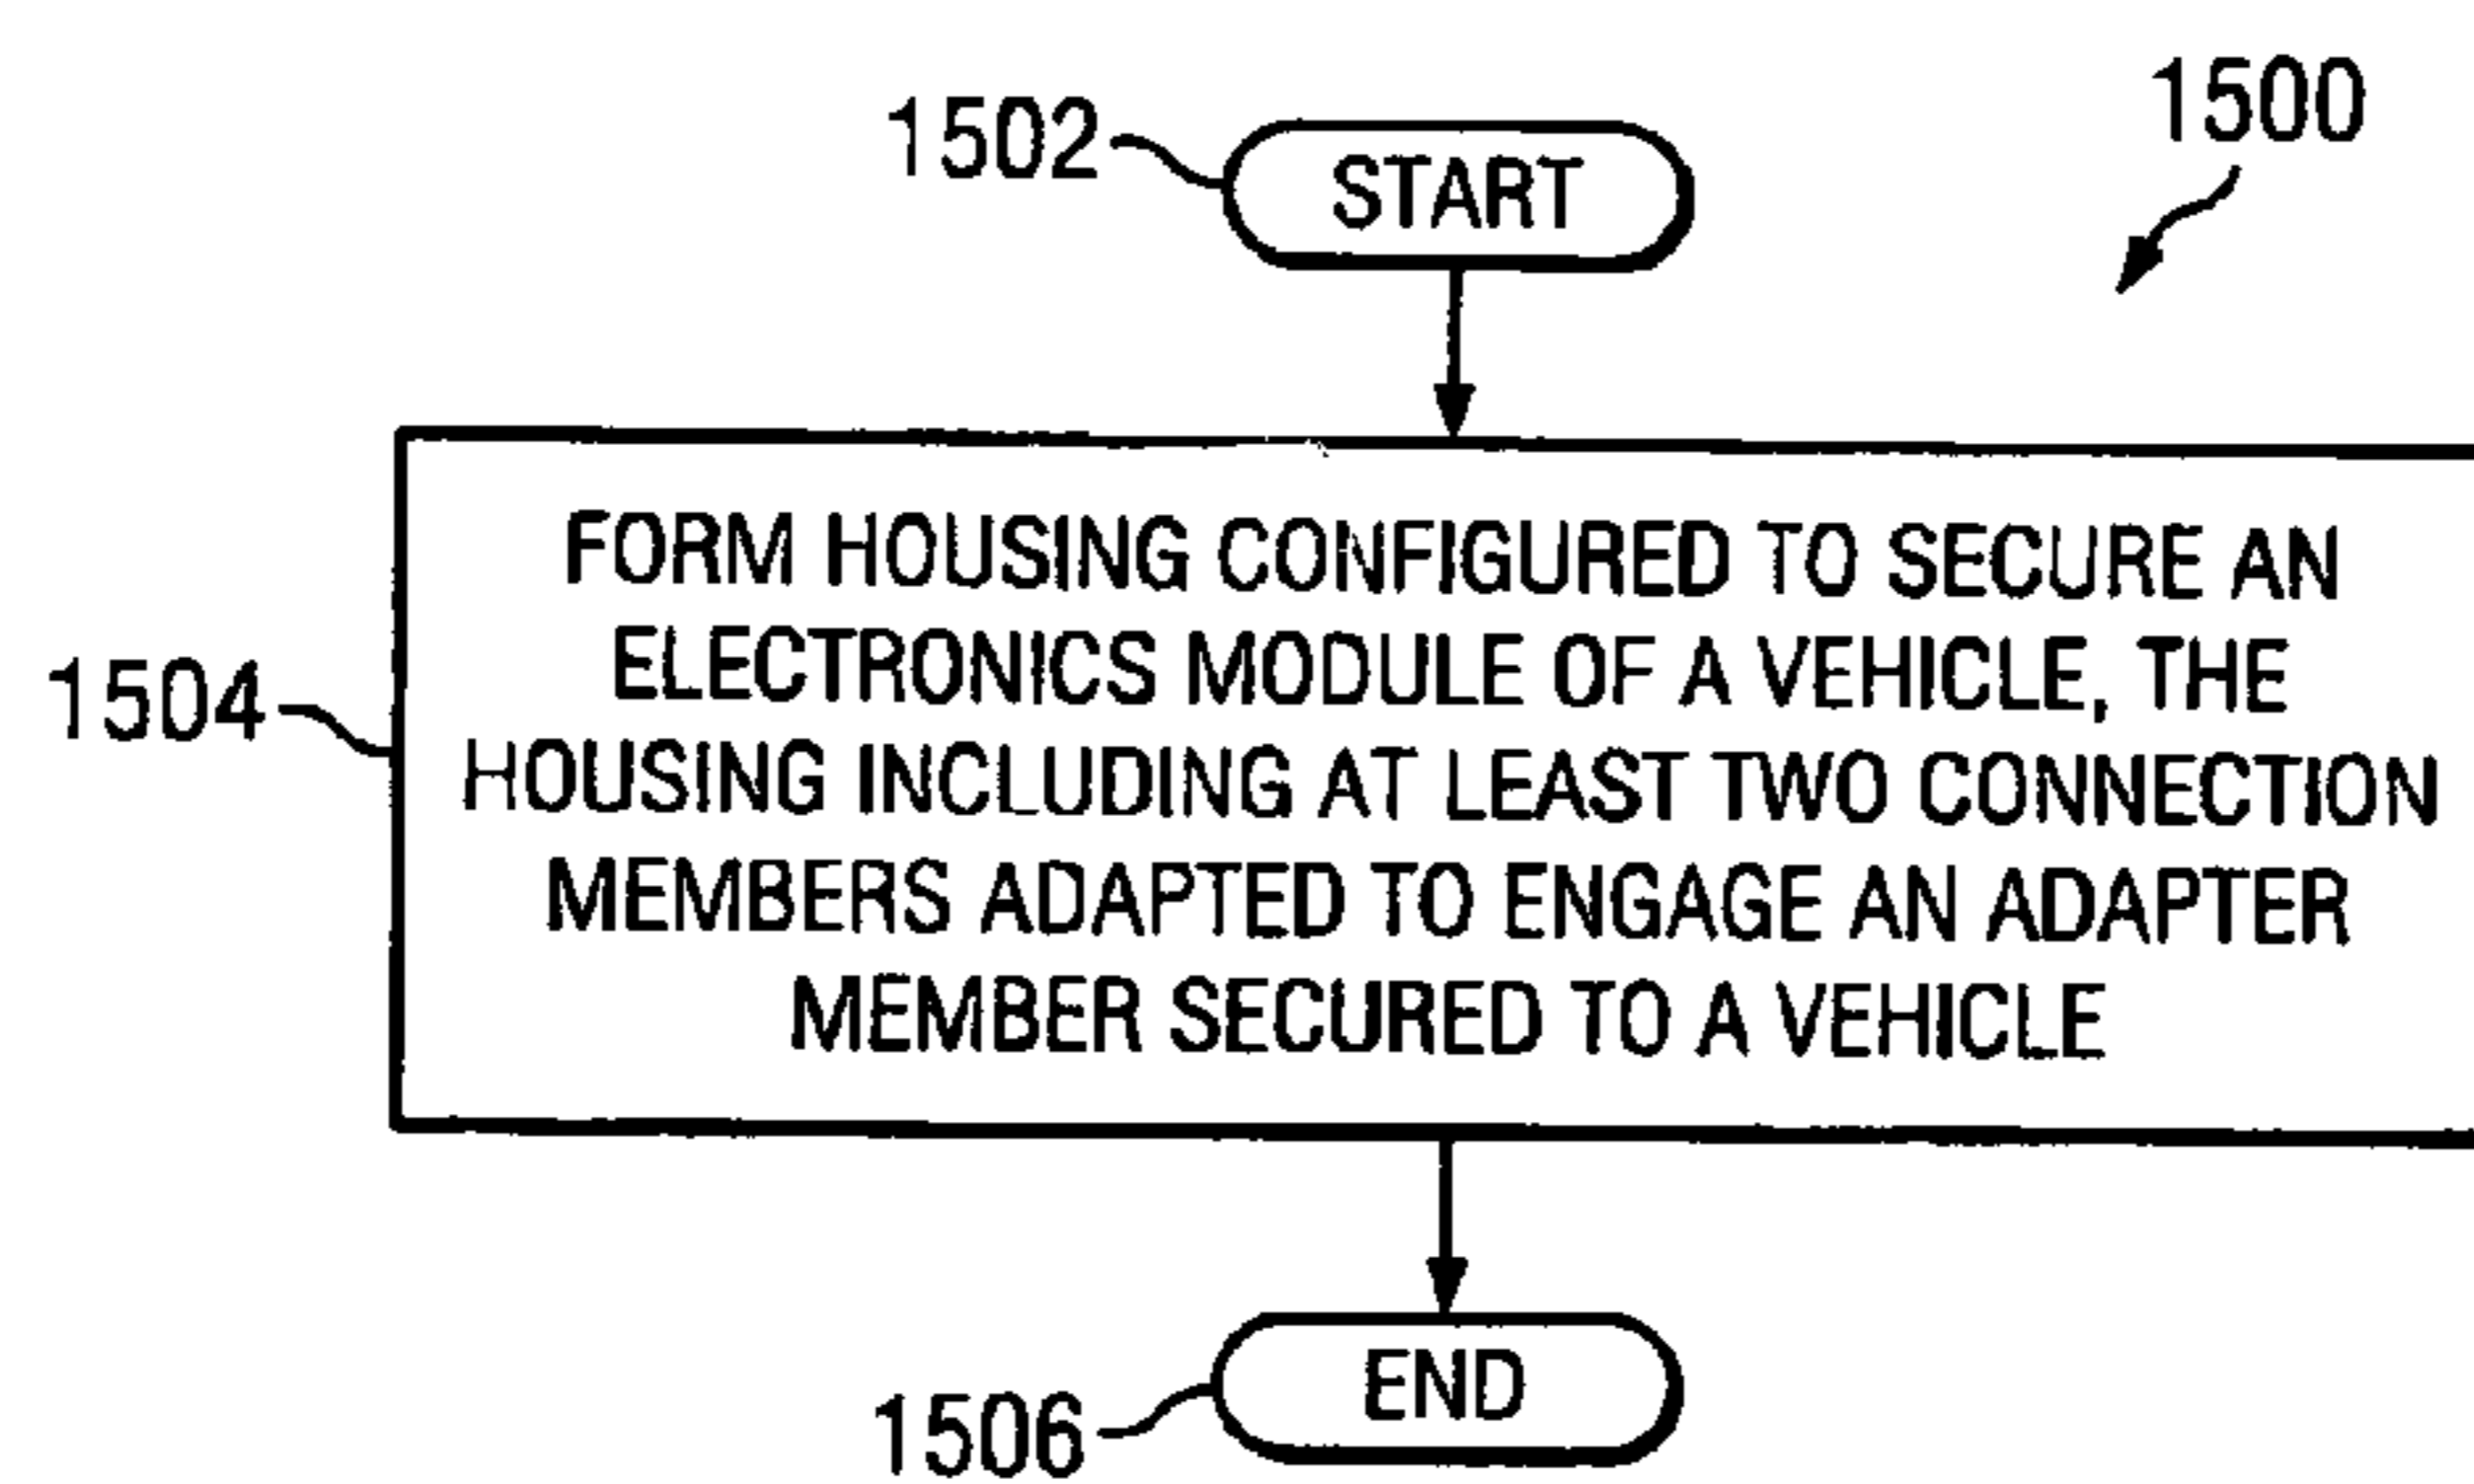 1500
1502
START
FORM HOUSING CONFIGURED TO SECURE AN
ELECTRONICS MODULE OF A VEHICLE, THE
HOUSING INCLUDING AT LEAST TWO CONNECTION
MEMBERS ADAPTED TO ENGAGE AN ADAPTER
MEMBER SECURED TO A VEHICLE
1504
END
1506